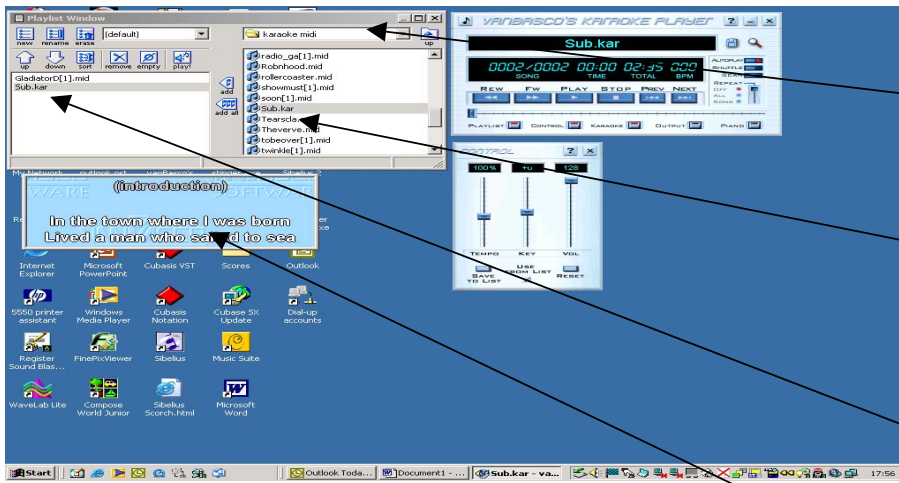 Playlist Window
new rename erase
(default)
karaoke midi
up
up down sort remove empty play!
GladiatorD[1].mid
Sub.kar
add
add all
radio_ga[1].mid
Robnhood.mid
rollercoaster.mid
showmust[1].mid
soon[1].mid
Sub.kar
Tearscla.
Theverve.mid
tobeover[1].mid
twinkle[1].mid
VANBASCO'S KARAOKE PLAYER
Sub.kar
0002/0002 00:00 02:35 000
SONG TIME TOTAL BPM
AUTOPLAY
SHUFFLE
REPEAT
OFF
ALL
SONG
REW FW PLAY STOP PREV NEXT
PLAYLIST CONTROL KARAOKE OUTPUT PIANO
CONTROL
100%
128
TEMPO KEY VOL
SAVE TO LIST
USE FROM LIST
RESET
(introduction)
In the town where I was born
Lived a man who sailed to sea
Internet Explorer
Microsoft PowerPoint
Cubasis VST
Scores
Outlook
5550 printer assistant
Windows Media Player
Cubasis Notation
Cubase SX Update
Dial-up accounts
Register Sound Blas...
FinePixViewer
Sibelius
Music Suite
WaveLab Lite
Compose World Junior
Sibelius Scorch.html
Microsoft Word
Start
Outlook Toda...
Document1 - ...
Sub.kar - va...
17:56